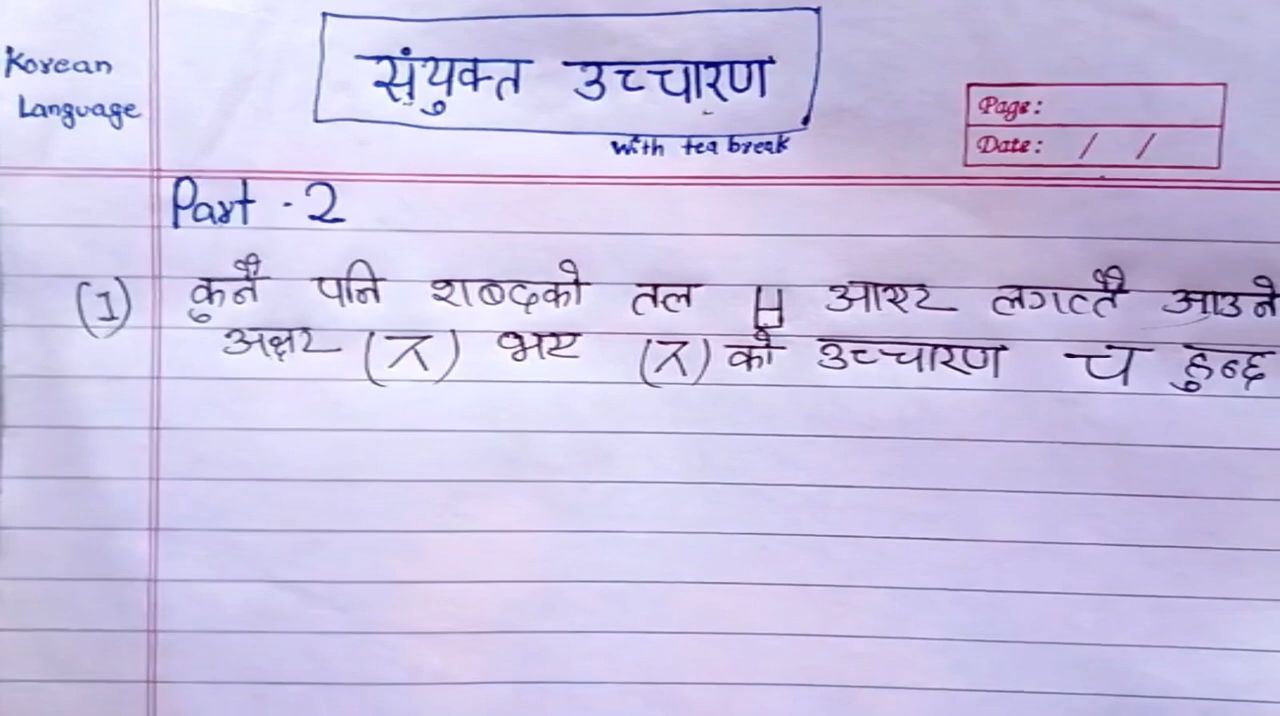 Korean
Language
संयुक्त उच्चारण
with tea break
Page:
Date: / /
Part - 2
(1) कुनै पनि शब्दको तल ㅂ आएर लगत्तै आउने
अक्षर (ㅈ) भए (ㅈ) को उच्चारण च हुन्छ